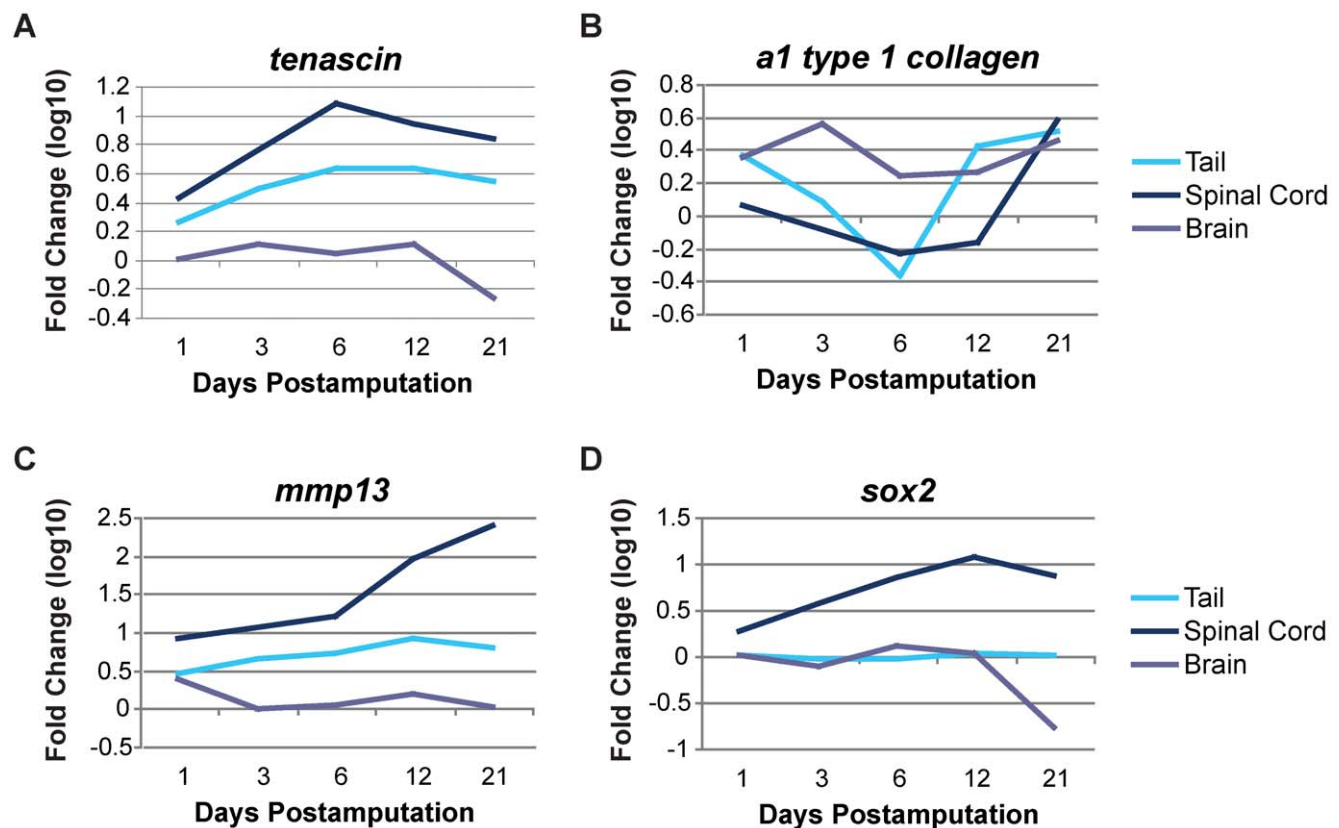 A
tenascin
Fold Change (log10)
1.2
1
0.8
0.6
0.4
0.2
0
-0.2
-0.4
1 3 6 12 21
Days Postamputation
B
a1 type 1 collagen
Fold Change (log10)
0.8
0.6
0.4
0.2
0
-0.2
-0.4
-0.6
1 3 6 12 21
Days Postamputation
Tail
Spinal Cord
Brain
C
mmp13
Fold Change (log10)
2.5
2
1.5
1
0.5
0
-0.5
1 3 6 12 21
Days Postamputation
D
sox2
Fold Change (log10)
1.5
1
0.5
0
-0.5
-1
1 3 6 12 21
Days Postamputation
Tail
Spinal Cord
Brain